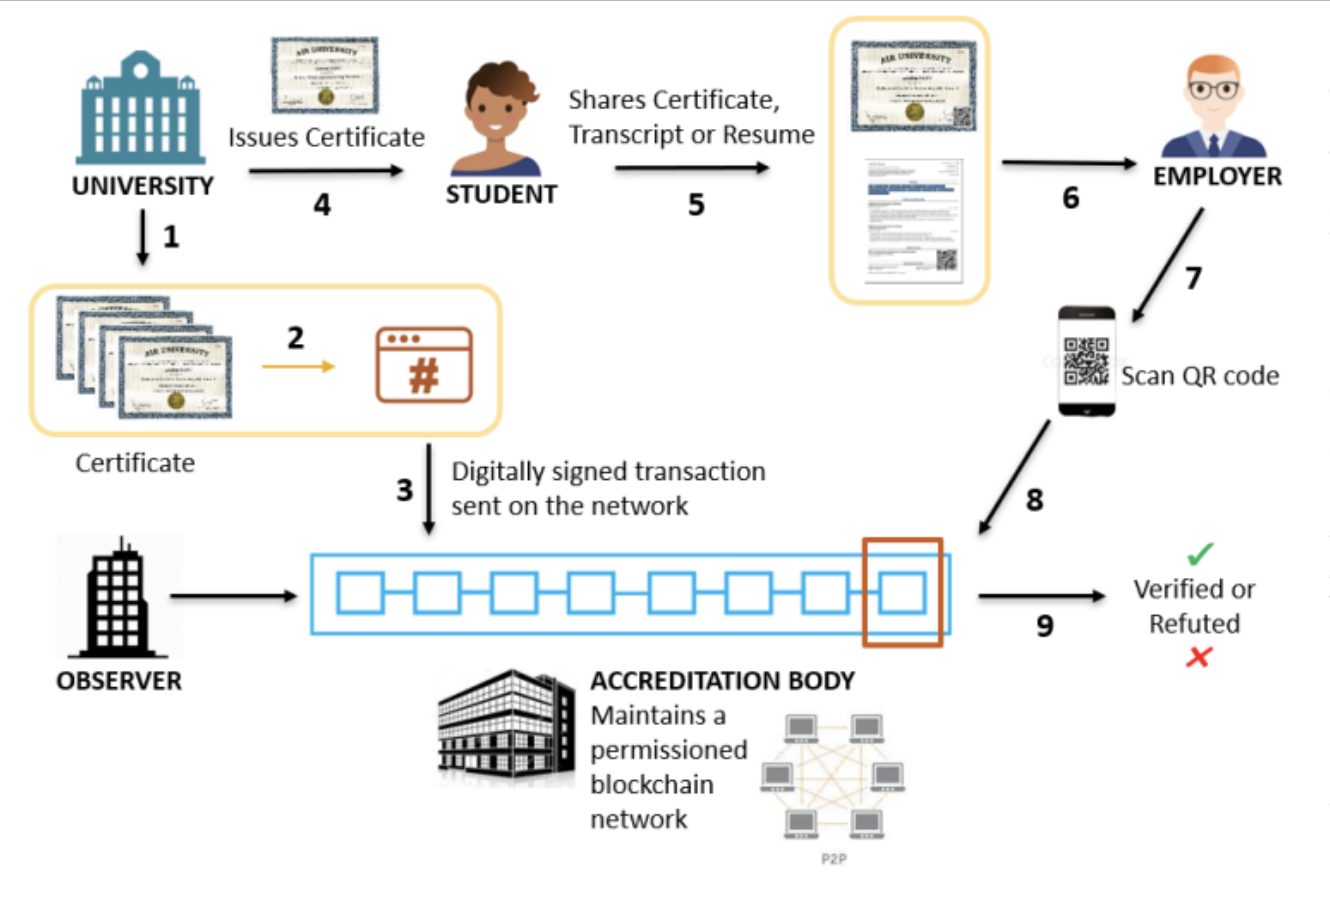 AIR UNIVERSITY
Issues Certificate
UNIVERSITY
4
STUDENT
Shares Certificate,
Transcript or Resume
5
AIR UNIVERSITY
6
EMPLOYER
1
7
AIR UNIVERSITY
2
#
Scan QR code
Certificate
3
Digitally signed transaction
sent on the network
8
OBSERVER
9
Verified or
Refuted
ACCREDITATION BODY
Maintains a
permissioned
blockchain
network
P2P